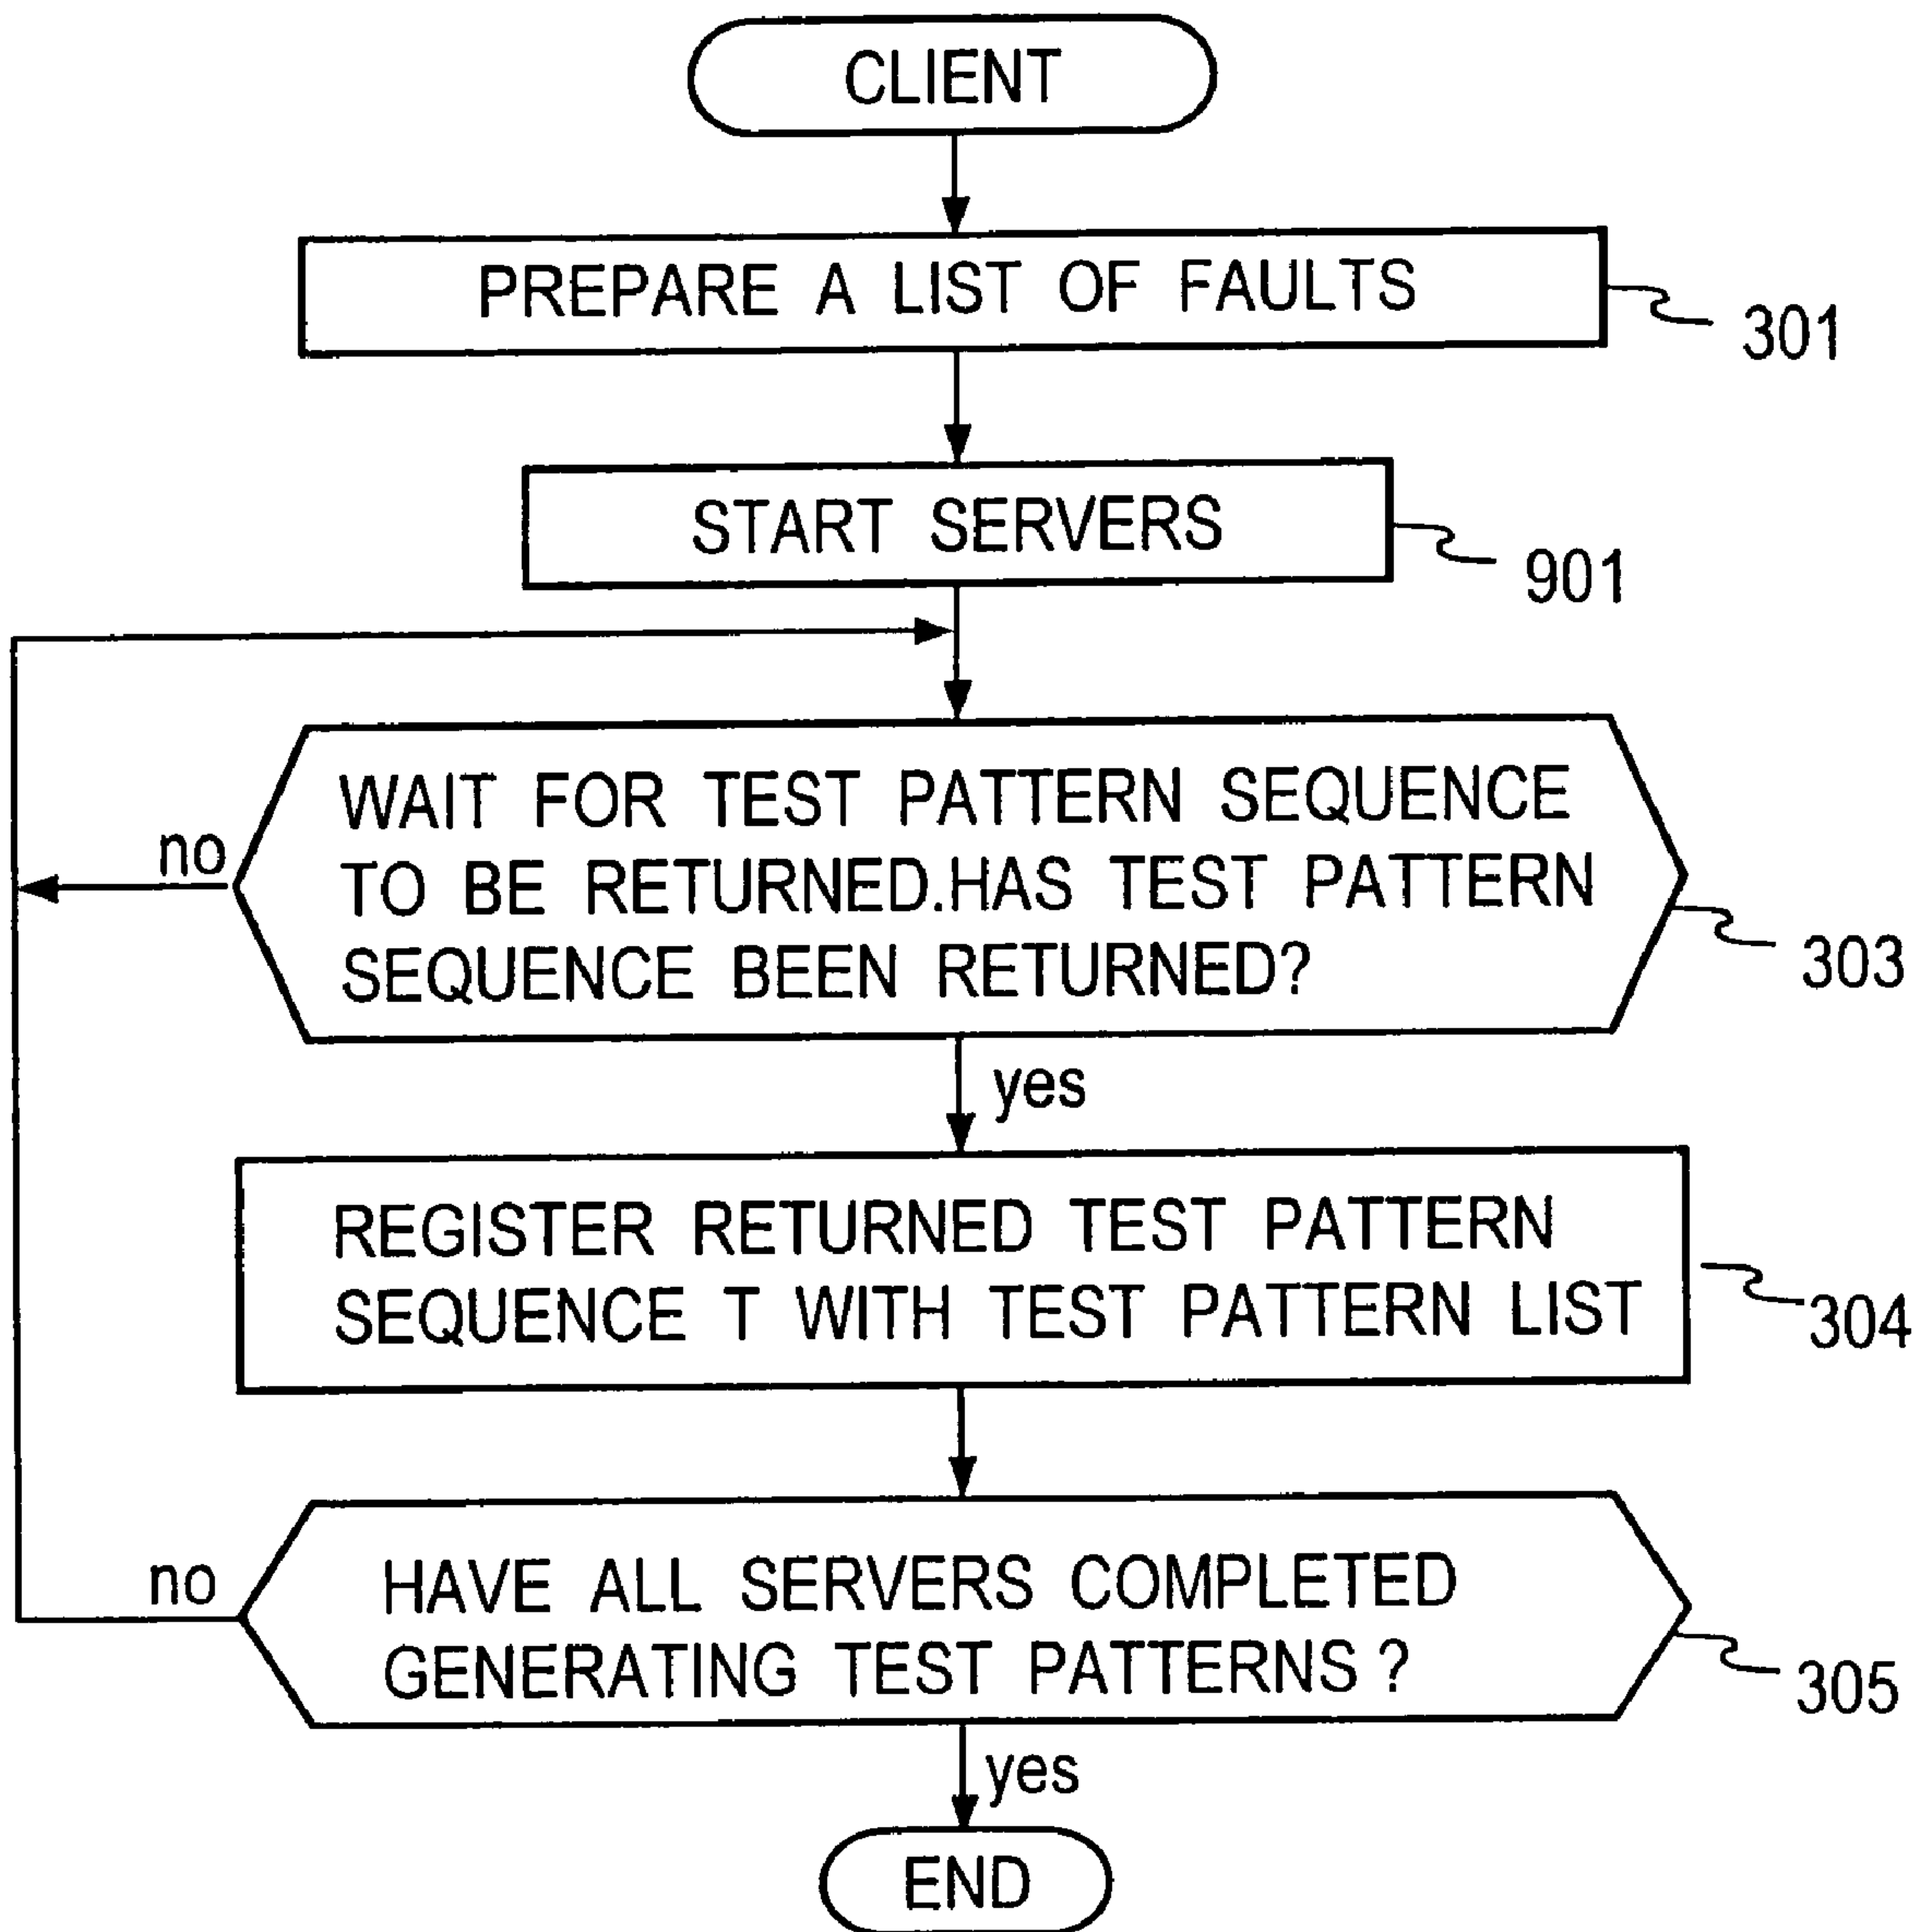 CLIENT
PREPARE A LIST OF FAULTS
301
START SERVERS
901
WAIT FOR TEST PATTERN SEQUENCE
TO BE RETURNED.HAS TEST PATTERN
SEQUENCE BEEN RETURNED?
no
303
yes
REGISTER RETURNED TEST PATTERN
SEQUENCE T WITH TEST PATTERN LIST
304
HAVE ALL SERVERS COMPLETED
GENERATING TEST PATTERNS ?
no
305
yes
END